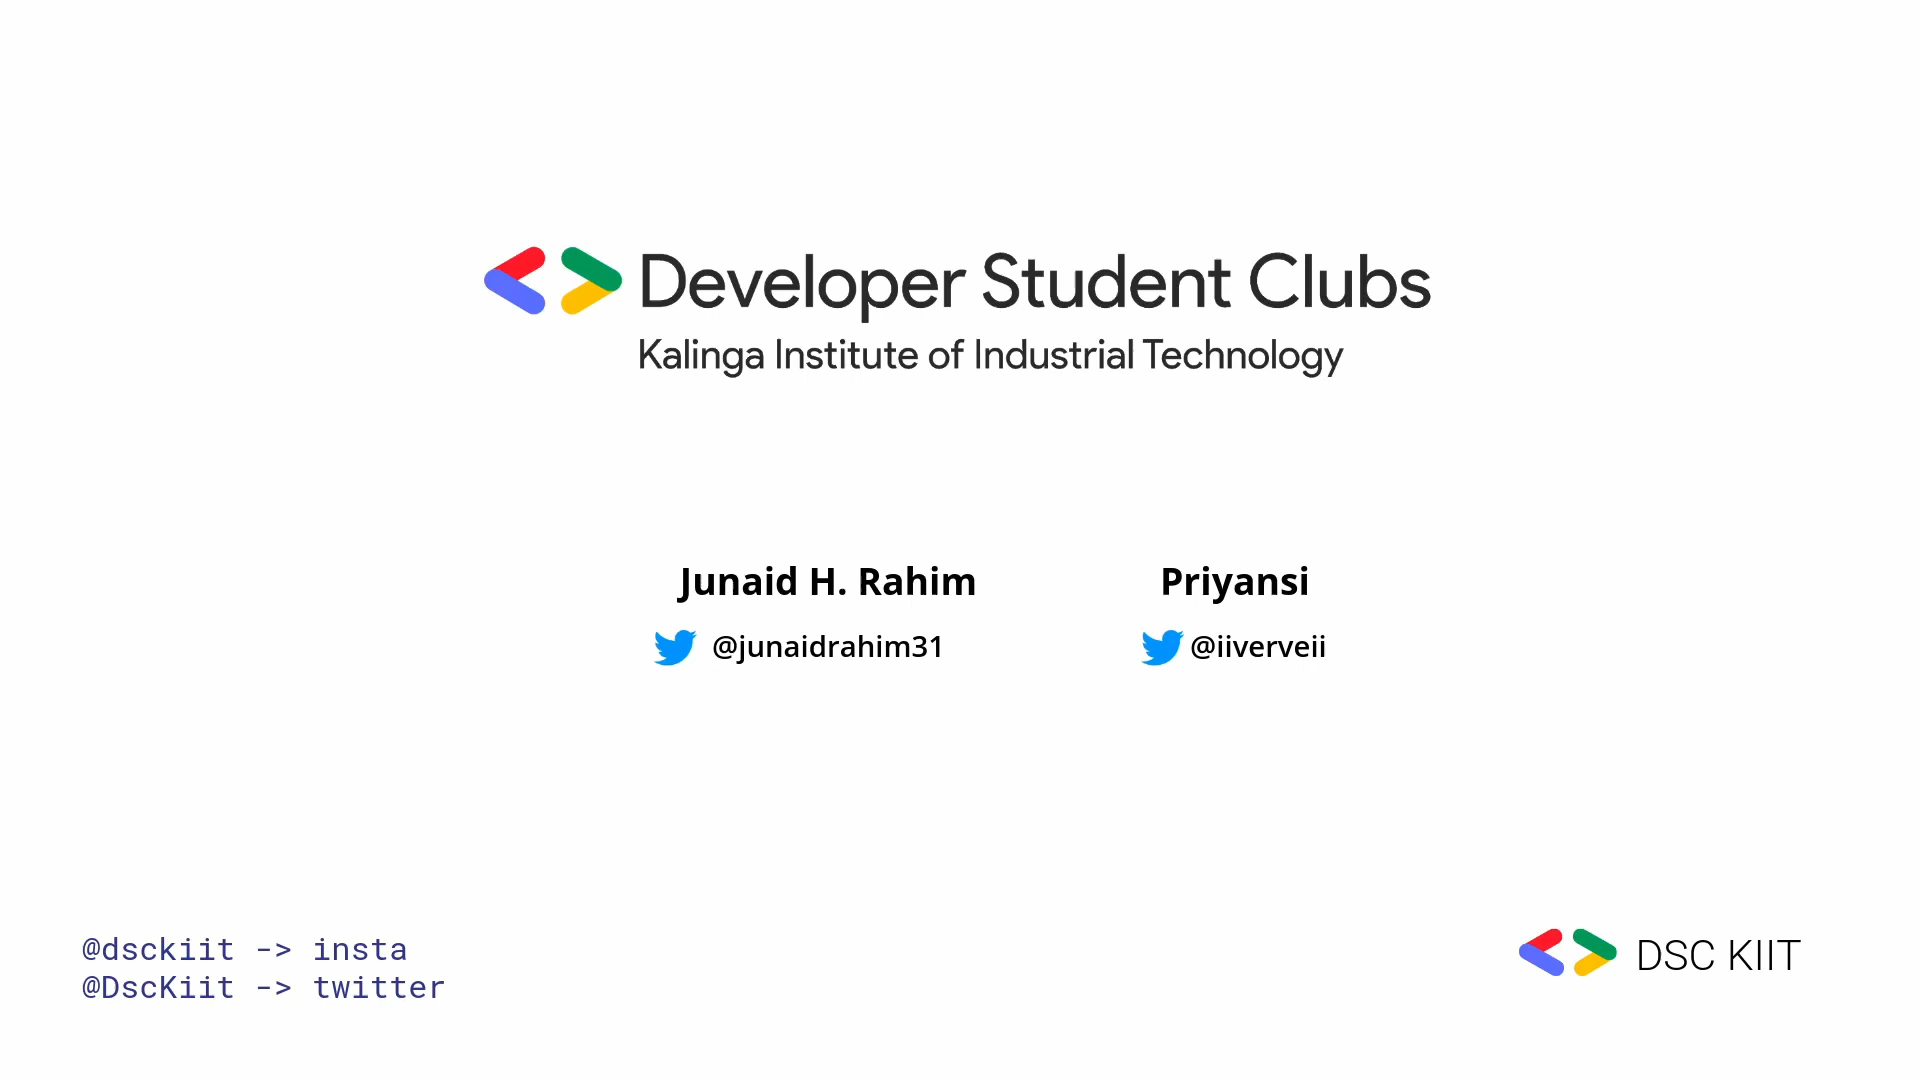 Developer Student Clubs
Kalinga Institute of Industrial Technology
Junaid H. Rahim
@junaidrahim31
Priyansi
@iiverveii
@dsckiit -> insta
@DscKiit -> twitter
DSC KIIT